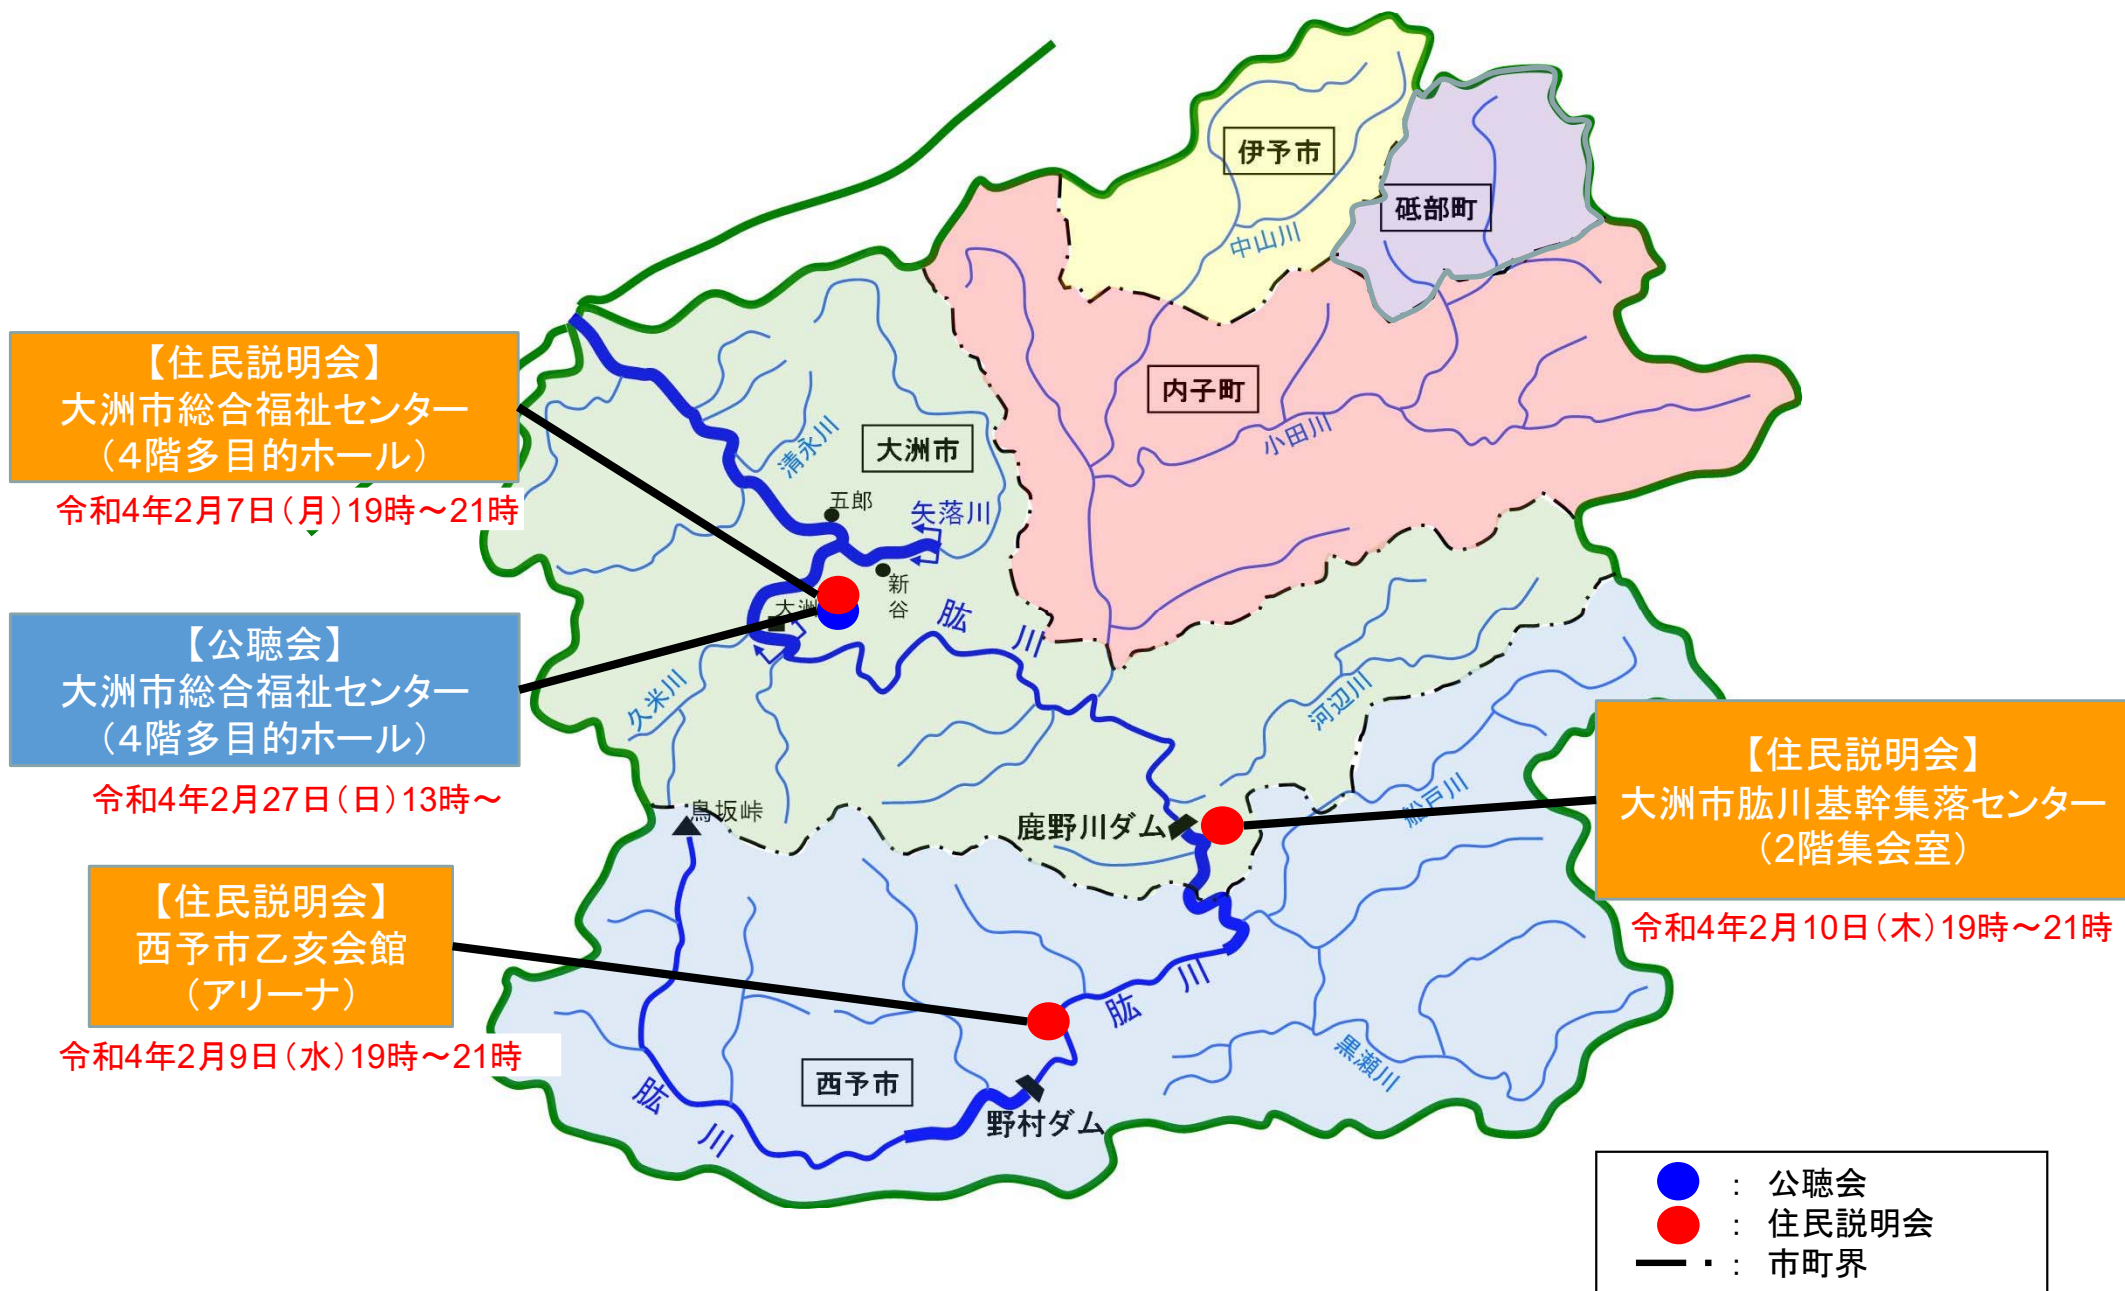 伊予市
砥部町
中山川
【住民説明会】
大洲市総合福祉センター
（4階多目的ホール）
令和4年2月7日（月）19時～21時
内子町
小田川
清永川
大洲市
五郎
矢落川
新
谷
大洲
肱川
【公聴会】
大洲市総合福祉センター
（4階多目的ホール）
令和4年2月27日（日）13時～
久米川
河辺川
【住民説明会】
大洲市肱川基幹集落センター
（2階集会室）
令和4年2月10日（木）19時～21時
鳥坂峠
鹿野川ダム
船戸川
【住民説明会】
西予市乙亥会館
（アリーナ）
令和4年2月9日（水）19時～21時
肱川
黒瀬川
西予市
肱川
野村ダム
： 公聴会
： 住民説明会
： 市町界